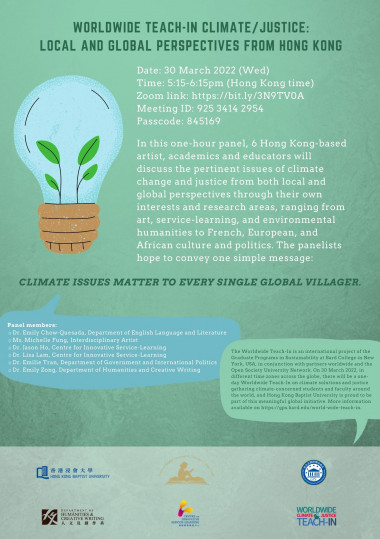 WORLDWIDE TEACH-IN CLIMATE/JUSTICE:
LOCAL AND GLOBAL PERSPECTIVES FROM HONG KONG
Date: 30 March 2022 (Wed)
Time: 5:15-6:15pm (Hong Kong time)
Zoom link: https://bit.ly/3N9TV0A
Meeting ID: 925 3414 2954
Passcode: 845169
In this one-hour panel, 6 Hong Kong-based
artist, academics and educators will
discuss the pertinent issues of climate
change and justice from both local and
global perspectives through their own
interests and research areas, ranging from
art, service-learning, and environmental
humanities to French, European, and
African culture and politics. The panelists
hope to convey one simple message:
CLIMATE ISSUES MATTER TO EVERY SINGLE GLOBAL VILLAGER.
Panel members:
Dr. Emily Chow-Quesada, Department of English Language and Literature
Ms. Michelle Fung, Interdisciplinary Artist
Dr. Jason Ho, Centre for Innovative Service-Learning
Dr. Lisa Lam, Centre for Innovative Service-Learning
Dr. Emilie Tran, Department of Government and International Politics
Dr. Emily Zong, Department of Humanities and Creative Writing
The Worldwide Teach-In is an international project of the
Graduate Programs in Sustainability at Bard College in New
York, USA, in conjunction with partners worldwide and the
Open Society University Network. On 30 March 2022, in
different time zones across the globe, there will be a one-
day Worldwide Teach-In on climate solutions and justice
gathering climate-concerned students and faculty around
the world, and Hong Kong Baptist University is proud to be
part of this meaningful global initiative. More information
available on https://gps.bard.edu/world-wide-teach-in.
香港浸會大學
HONG KONG BAPTIST UNIVERSITY
DEPARTMENT OF
HUMANITIES &
CREATIVE WRITING
人文及創作系
CENTRE FOR
INNOVATIVE
SERVICE-LEARNING
WORLDWIDE
CLIMATE & JUSTICE
TEACH-IN